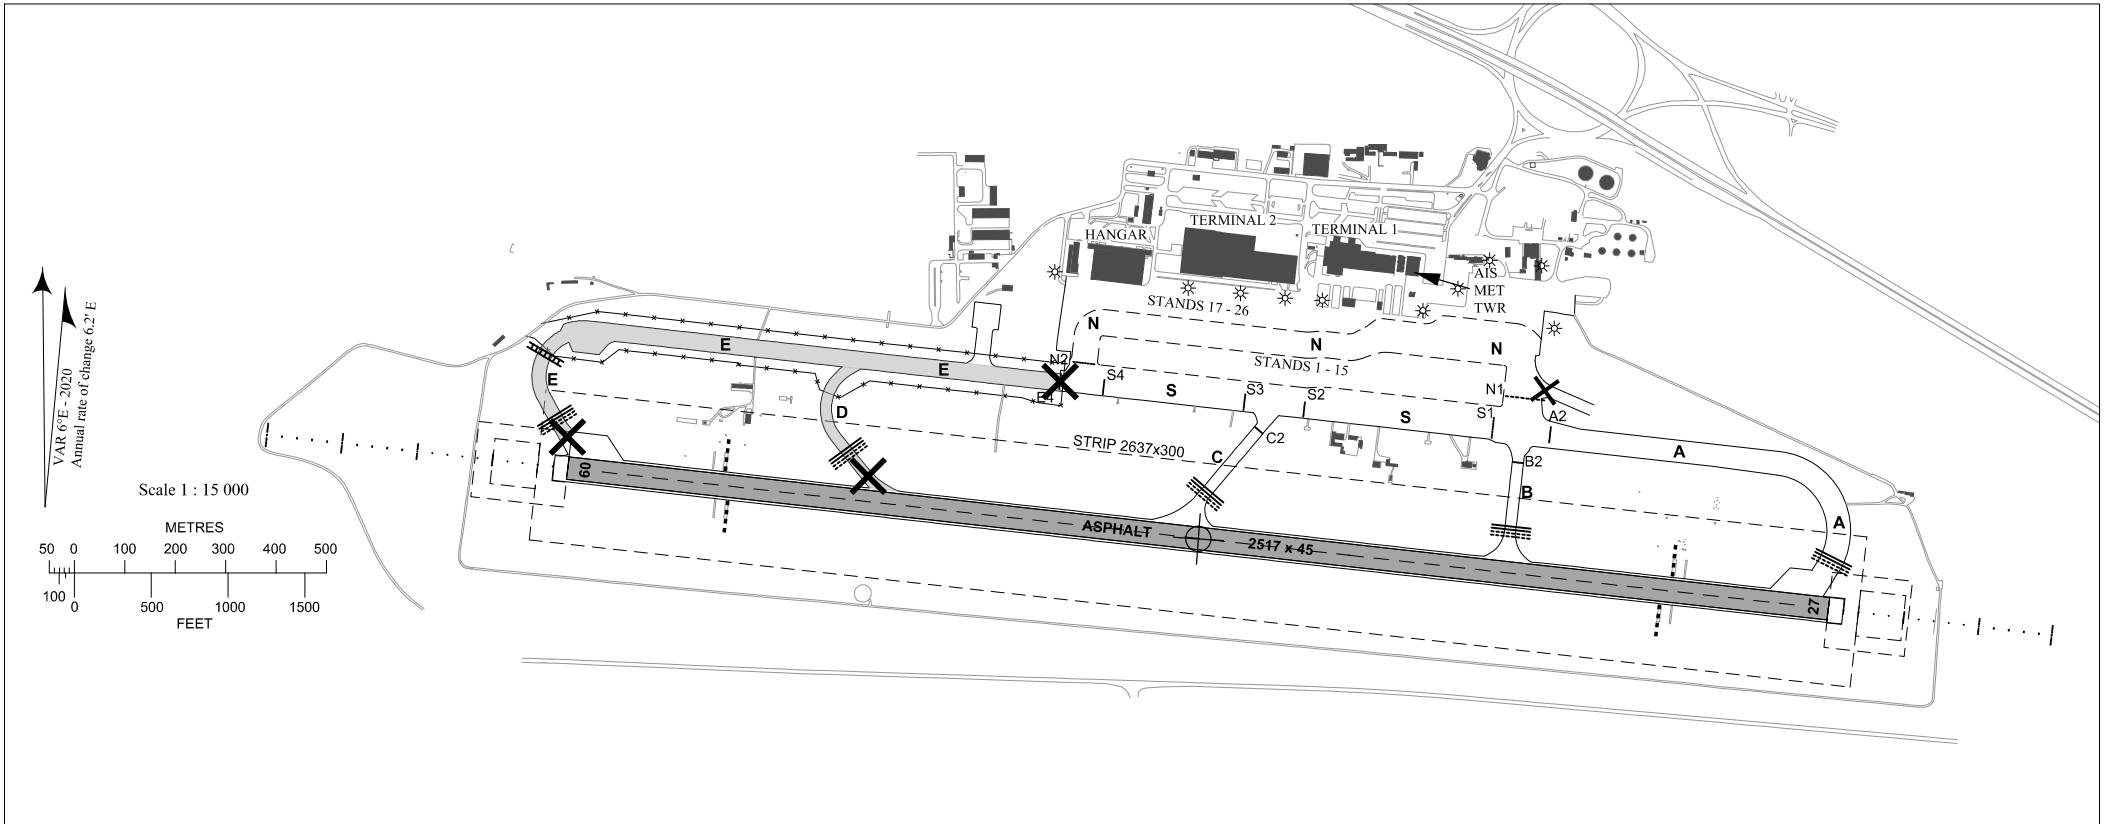 TERMINAL 2
TERMINAL 1
HANGAR
AIS
MET
TWR
STANDS 17 - 26
N
N
N
STANDS 1 - 15
N2
N1
E
E
E
E4
S4
S
S3
S2
S
S1
A2
D
C2
C
B2
B
A
A
STRIP 2637x300
09
ASPHALT
2517 x 45
27
VAR 6°E - 2020
Annual rate of change 6.2' E
Scale 1 : 15 000
METRES
50 0 100 200 300 400 500
100 0 500 1000 1500
FEET